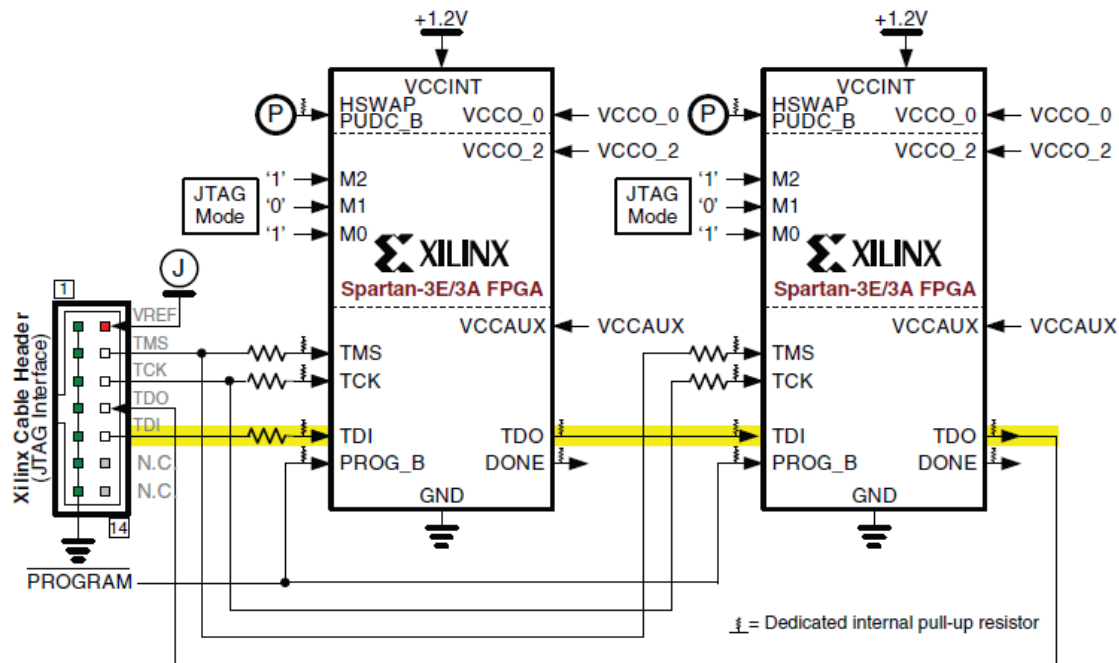 +1.2V
+1.2V
VCCINT
VCCINT
P
HSWAP
PUDC_B
VCCO_0
VCCO_0
P
HSWAP
PUDC_B
VCCO_0
VCCO_0
VCCO_2
VCCO_2
VCCO_2
VCCO_2
JTAG
Mode
‘1’
M2
‘0’
M1
‘1’
M0
JTAG
Mode
‘1’
M2
‘0’
M1
‘1’
M0
XILINX
XILINX
Spartan-3E/3A FPGA
Spartan-3E/3A FPGA
J
1
Xilinx Cable Header
(JTAG Interface)
VREF
TMS
TCK
TDO
TDI
N.C.
N.C.
14
VCCAUX
VCCAUX
VCCAUX
VCCAUX
TMS
TCK
TMS
TCK
TDI
TDO
TDI
TDO
PROG_B
DONE
PROG_B
DONE
GND
GND
PROGRAM
= Dedicated internal pull-up resistor